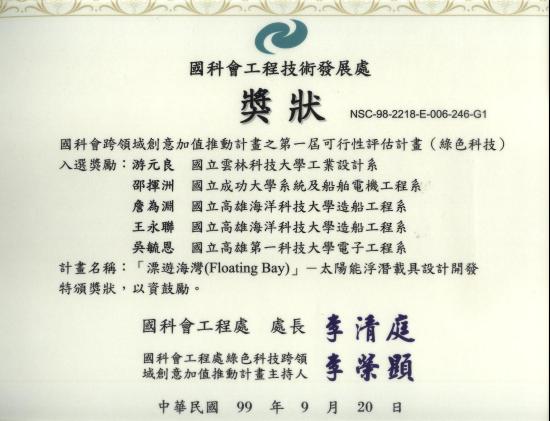 國科會工程技術發展處
獎狀 NSC-98-2218-E-006-246-G1
國科會跨領域創意加值推動計畫之第一屆可行性評估計畫（綠色科技）
入選獎勵：游元良 國立雲林科技大學工業設計系
邵揮洲 國立成功大學系統及船舶電機工程系
詹為淵 國立高雄海洋科技大學造船工程系
王永聯 國立高雄海洋科技大學造船工程系
吳毓恩 國立高雄第一科技大學電子工程系
計畫名稱：「漂遊海灣(Floating Bay)」－太陽能浮潛載具設計開發
特頒獎狀，以資鼓勵。
國科會工程處 處長 李清庭
國科會工程處綠色科技跨領
域創意加值推動計畫主持人 李榮顯
中華民國 99 年 9 月 20 日